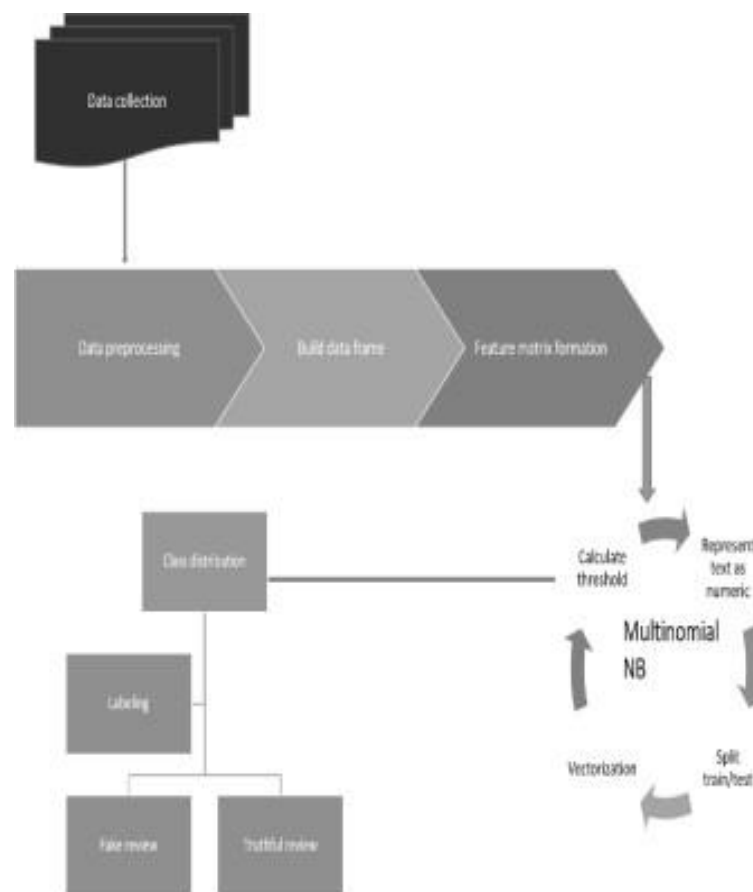 Data collection
Data preprocessing
Build data frame
Feature matrix formation
Class distribution
Calculate
threshold
Represent
text as
numeric
Multinomial
NB
Labeling
Vectorization
Split
train/test
Fake review
Truthful review